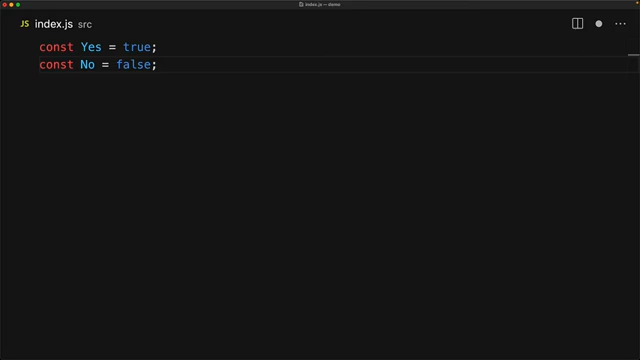 index.js — demo
JS index.js src
const Yes = true;
const No = false;